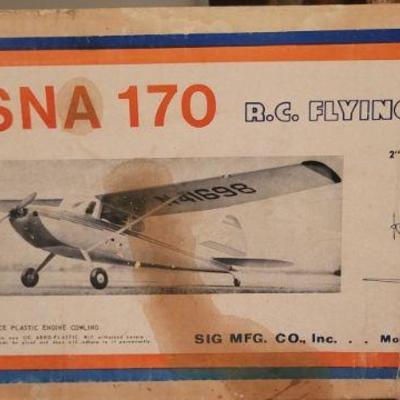 SNA 170 R.C. FLYING
2"
N41698
CE PLASTIC ENGINE COWLING
SIG MFG. CO., Inc. . . . Mo